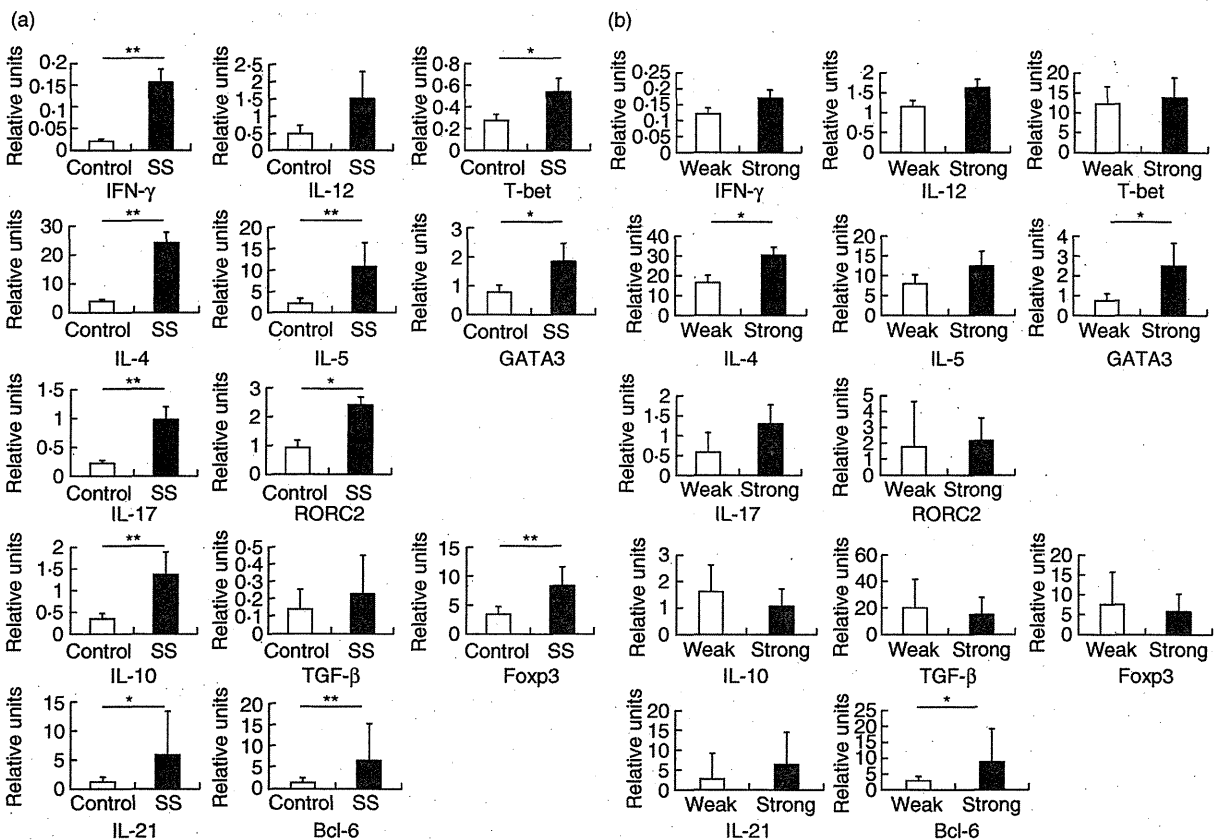 (a)
(b)
Relative units
0·2
0·15
0·1
0·05
0
**
Control SS
IFN-γ
Relative units
2·5
2
1·5
1
0·5
0
Control SS
IL-12
Relative units
0·8
0·6
0·4
0·2
0
*
Control SS
T-bet
Relative units
0·25
0·2
0·15
0·1
0·05
0
Weak Strong
IFN-γ
Relative units
2
1·5
1
0·5
0
Weak Strong
IL-12
Relative units
20
15
10
5
0
Weak Strong
T-bet
Relative units
30
20
10
0
**
Control SS
IL-4
Relative units
20
15
10
5
0
**
Control SS
IL-5
Relative units
3
2
1
0
*
Control SS
GATA3
Relative units
40
30
20
10
0
*
Weak Strong
IL-4
Relative units
20
15
10
5
0
Weak Strong
IL-5
Relative units
4
3
2
1
0
*
Weak Strong
GATA3
Relative units
1·5
1
0·5
0
**
Control SS
IL-17
Relative units
3
2
1
0
*
Control SS
RORC2
Relative units
2
1·5
1
0·5
0
Weak Strong
IL-17
Relative units
5
4
3
2
1
0
Weak Strong
RORC2
Relative units
2
1·5
1
0·5
0
**
Control SS
IL-10
Relative units
0·5
0·4
0·3
0·2
0·1
0
Control SS
TGF-β
Relative units
15
10
5
0
**
Control SS
Foxp3
Relative units
3
2
1
0
Weak Strong
IL-10
Relative units
60
40
20
0
Weak Strong
TGF-β
Relative units
20
15
10
5
0
Weak Strong
Foxp3
Relative units
15
10
5
0
*
Control SS
IL-21
Relative units
20
15
10
5
0
**
Control SS
Bcl-6
Relative units
20
15
10
5
0
Weak Strong
IL-21
Relative units
25
20
15
10
5
0
*
Weak Strong
Bcl-6